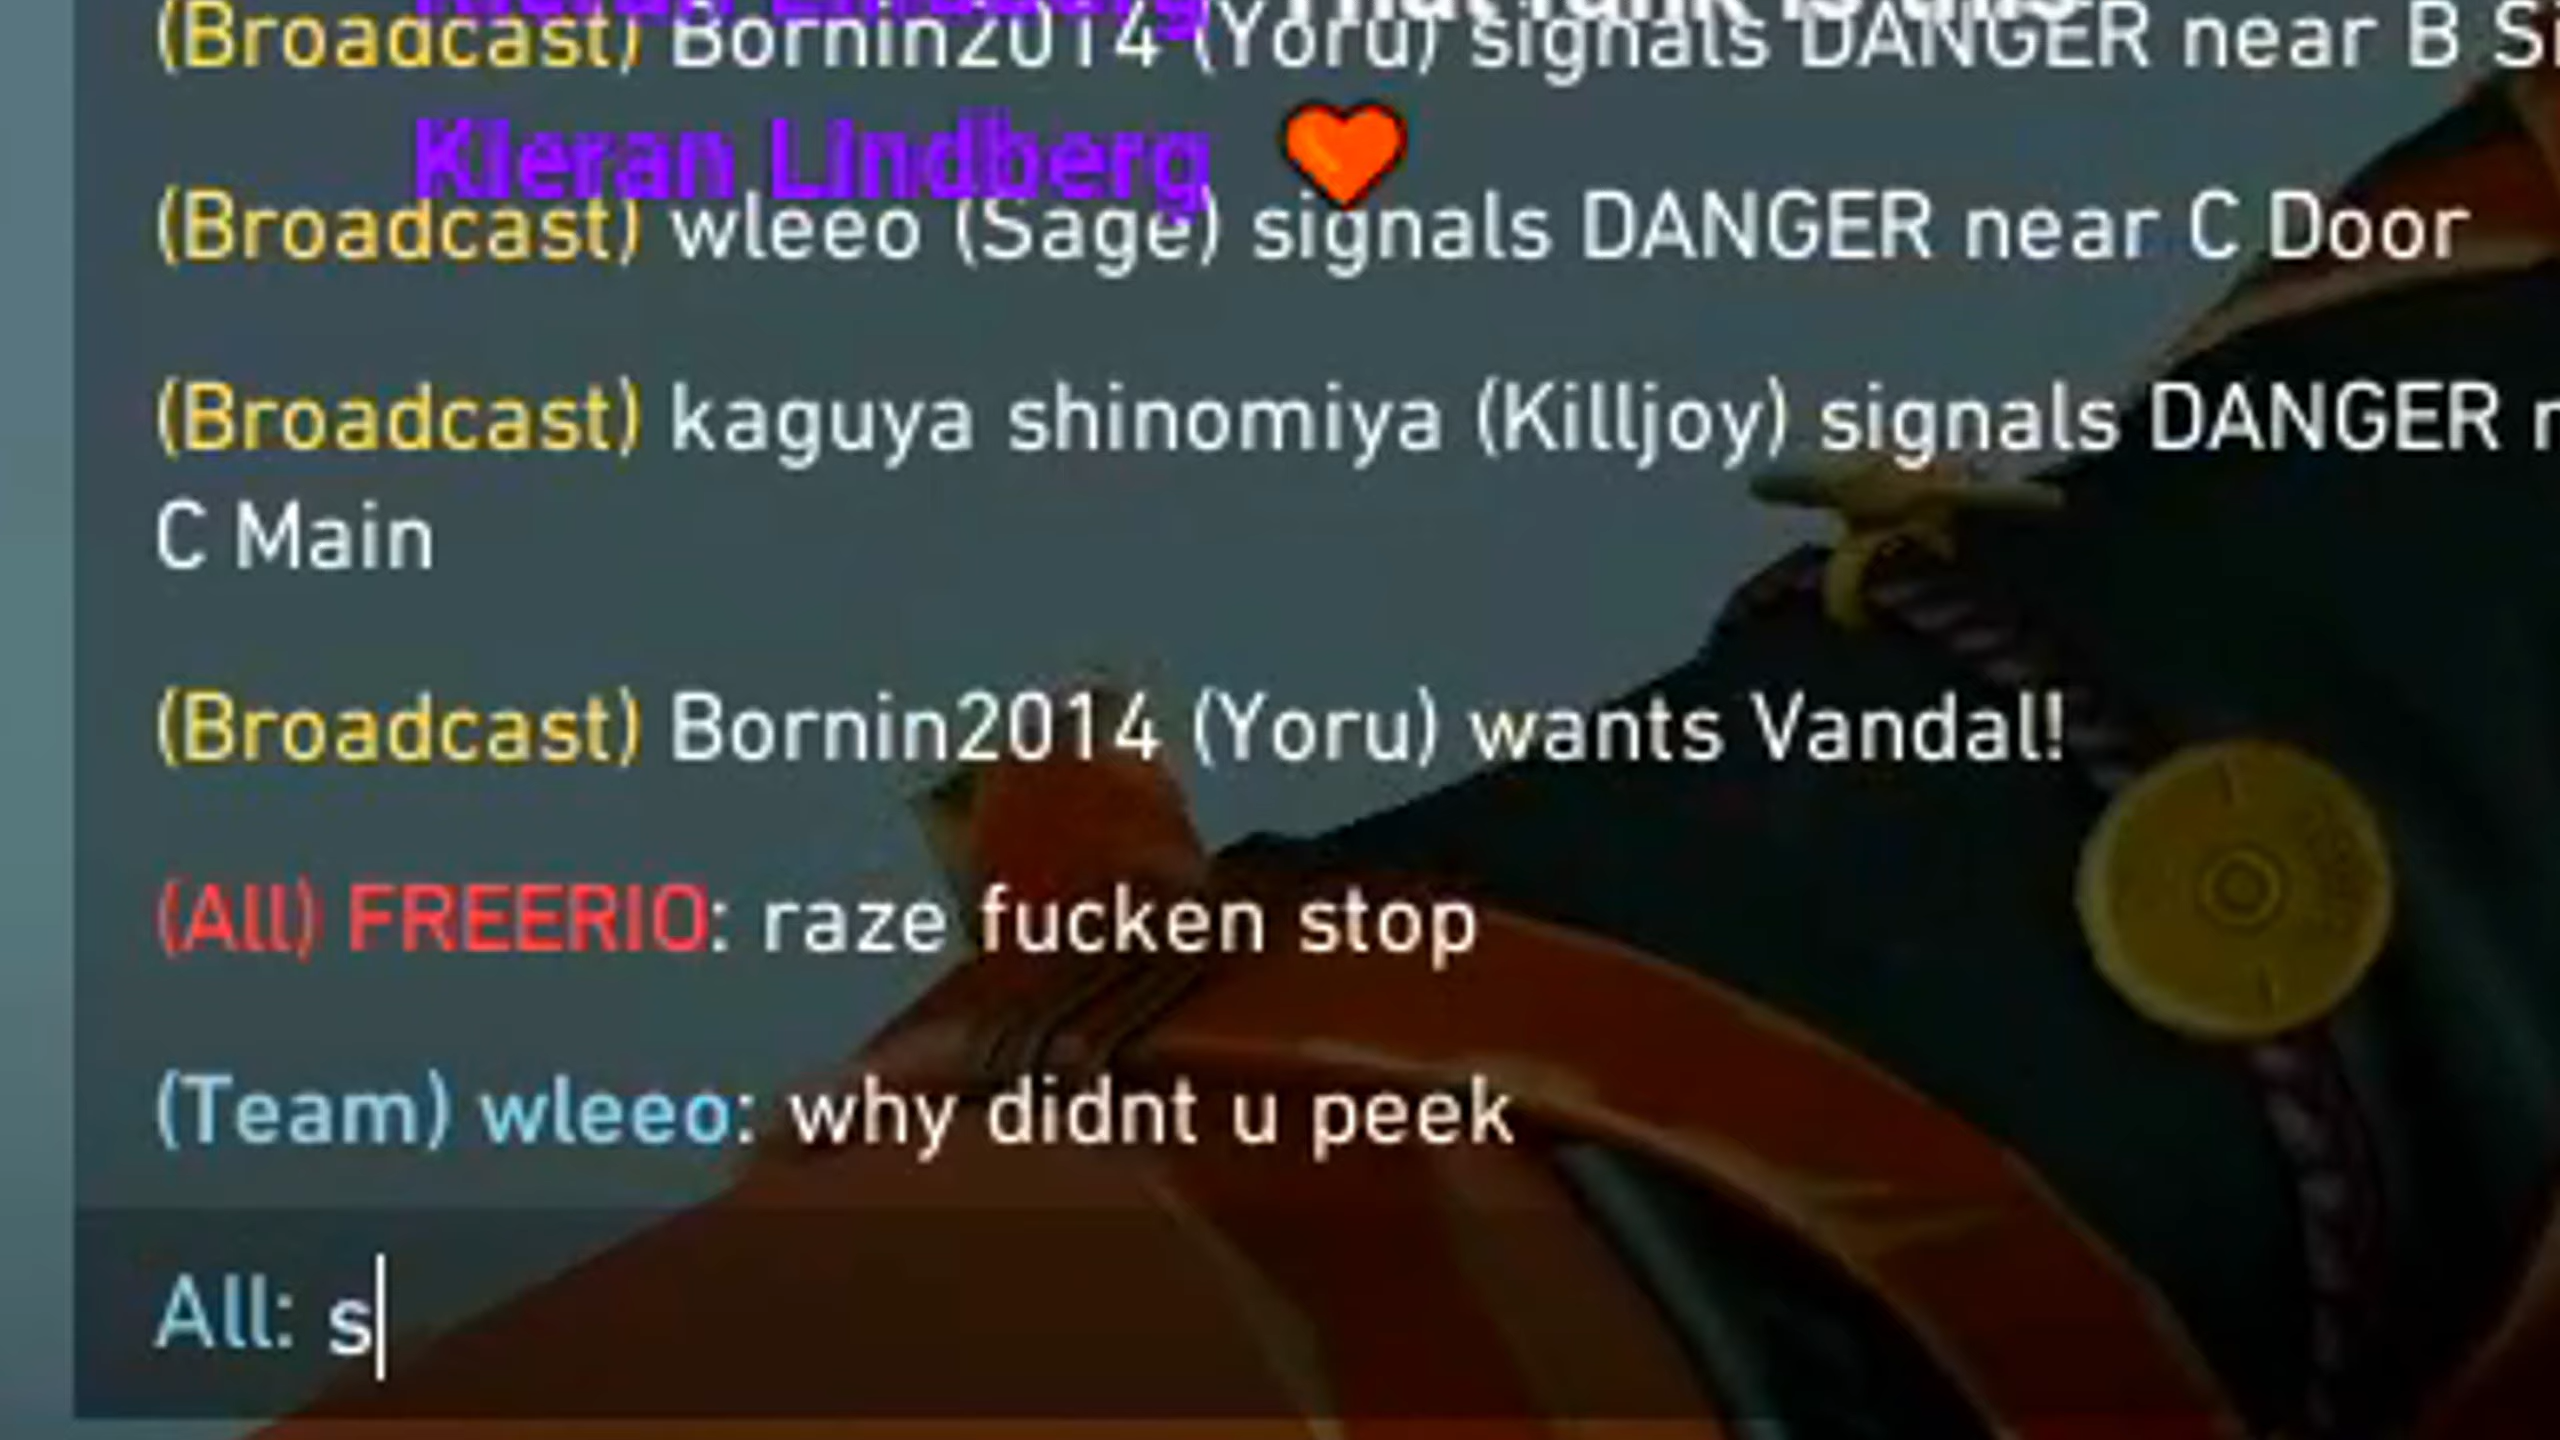 Kieran Lindberg
(Broadcast) Bornin2014 (Yoru) signals DANGER near B
Kieran Lindberg 🧡
(Broadcast) wleeo (Sage) signals DANGER near C Door
(Broadcast) kaguya shinomiya (Killjoy) signals DANGER
C Main
(Broadcast) Bornin2014 (Yoru) wants Vandal!
(All) FREERIO: raze fucken stop
(Team) wleeo: why didnt u peek
All: s